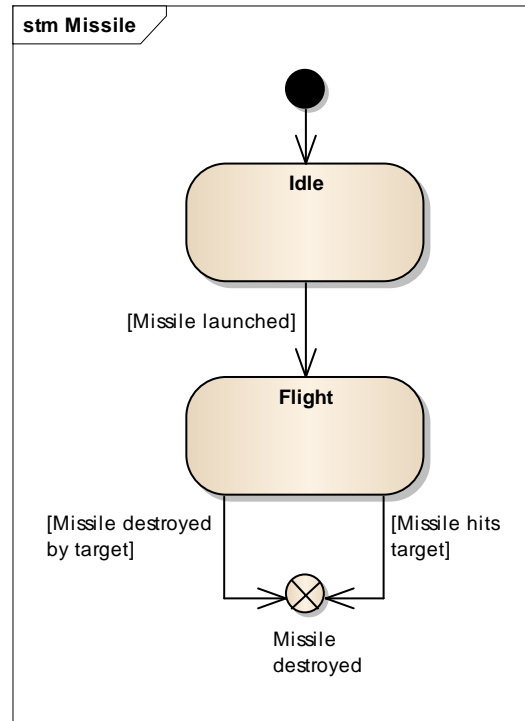 stm Missile
Idle
[Missile launched]
Flight
[Missile destroyed
by target]
[Missile hits
target]
Missile
destroyed